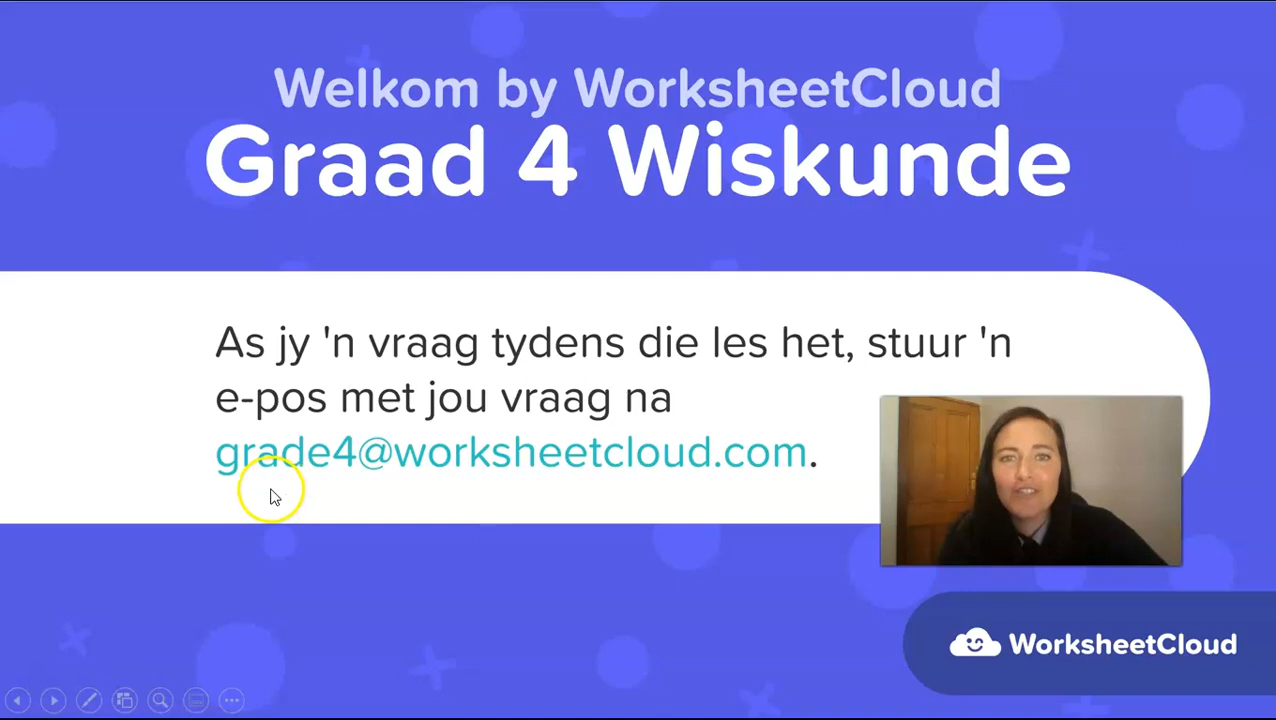 Welkom by WorksheetCloud
Graad 4 Wiskunde
As jy 'n vraag tydens die les het, stuur 'n
e-pos met jou vraag na
grade4@worksheetcloud.com.
WorksheetCloud